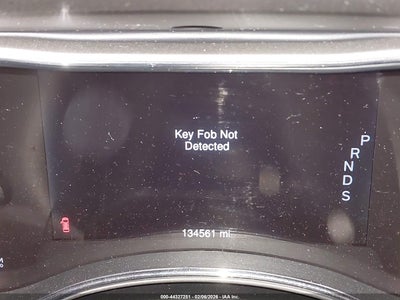 Key Fob Not
Detected
P
R
N
D
S
134561 mi
000-44327251 - 02/06/2026 - IAA Inc.